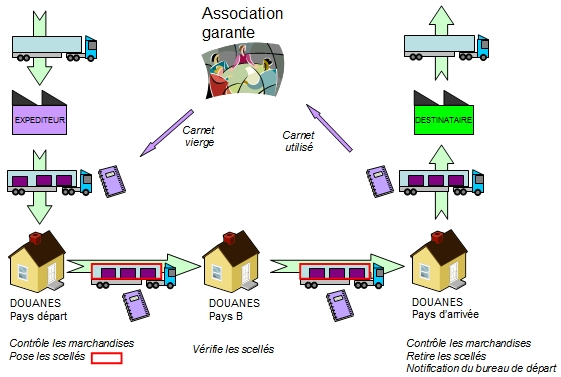 Association
garante
EXPEDITEUR
DESTINATAIRE
Carnet
vierge
Carnet
utilisé
DOUANES
Pays départ
DOUANES
Pays B
DOUANES
Pays d'arrivée
Contrôle les marchandises
Pose les scellés
Vérifie les scellés
Contrôle les marchandises
Retire les scellés
Notification du bureau de départ